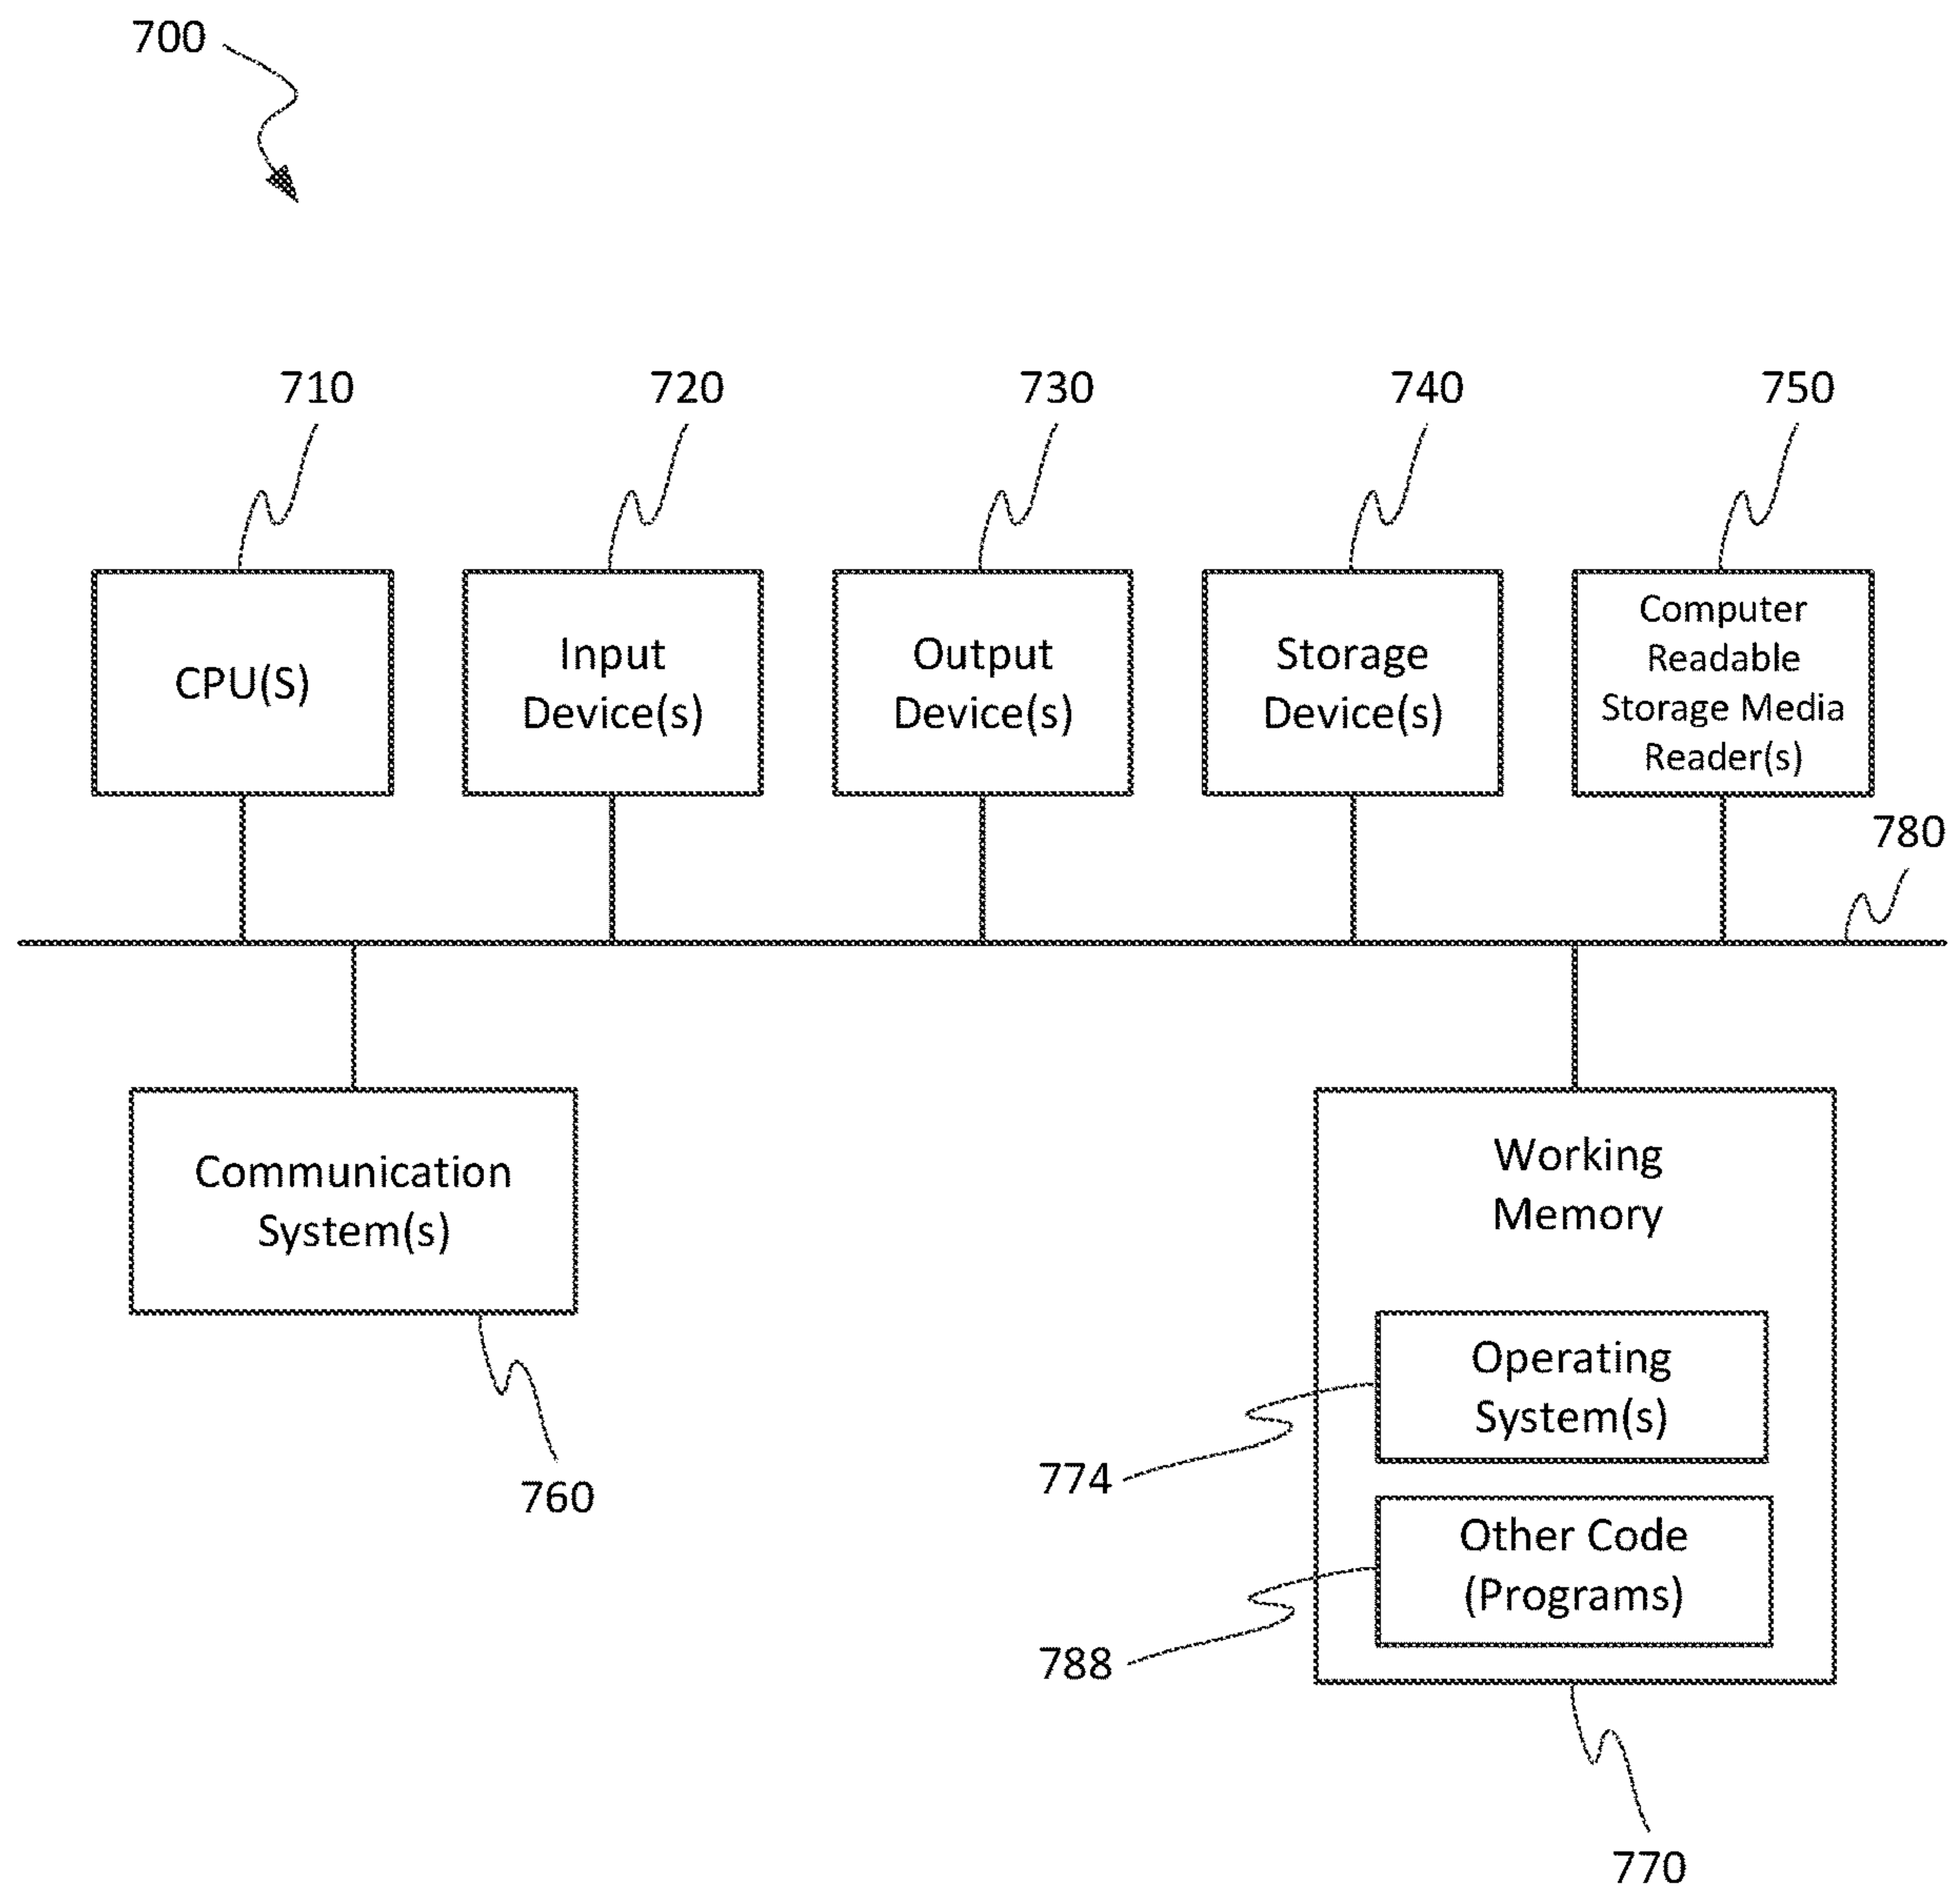 700
710
720
730
740
750
CPU(S)
Input
Device(s)
Output
Device(s)
Storage
Device(s)
Computer
Readable
Storage Media
Reader(s)
780
Communication
System(s)
760
Working
Memory
Operating
System(s)
774
Other Code
(Programs)
788
770